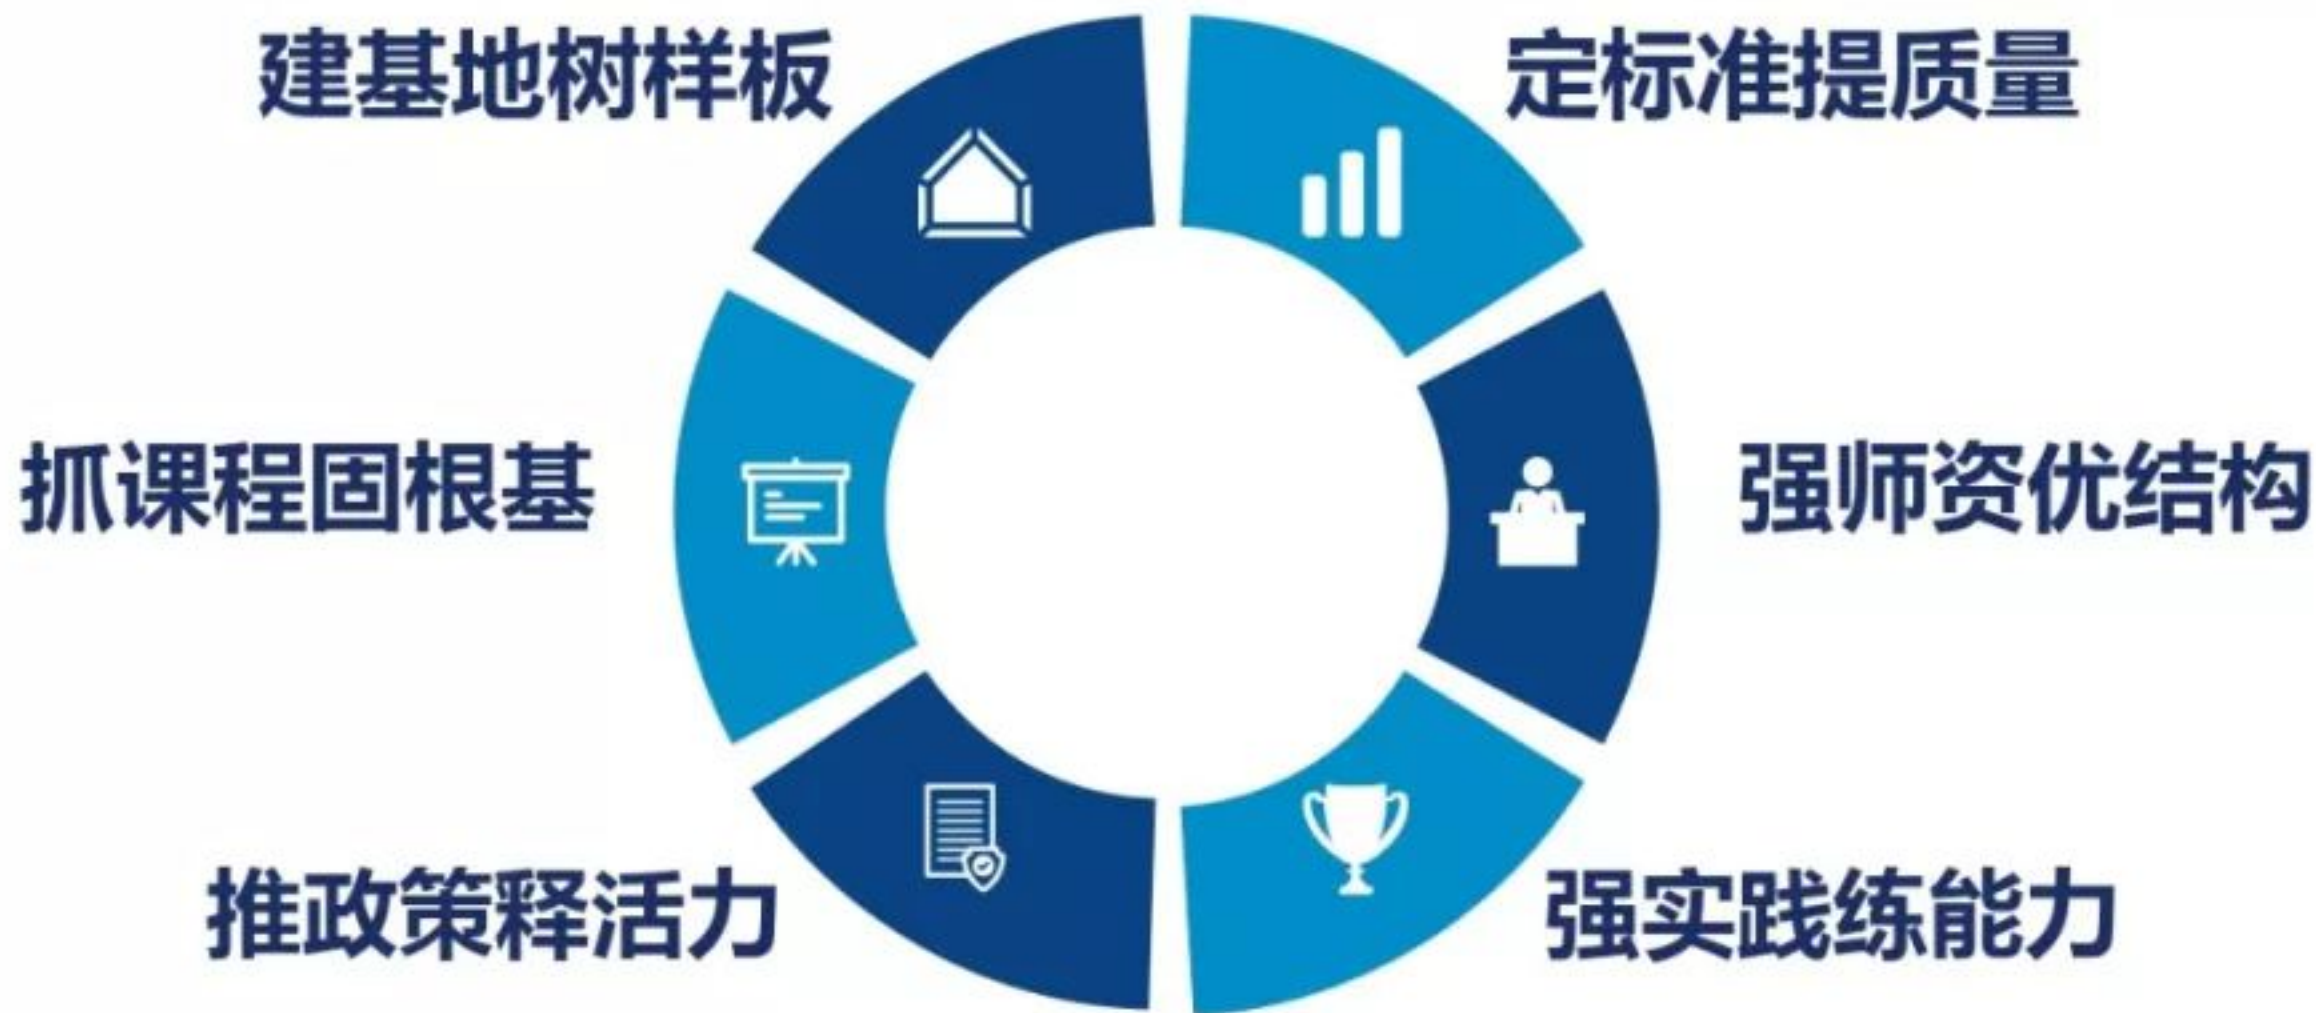 建基地树样板
定标准提质量
抓课程固根基
强师资优结构
推政策释活力
强实践练能力